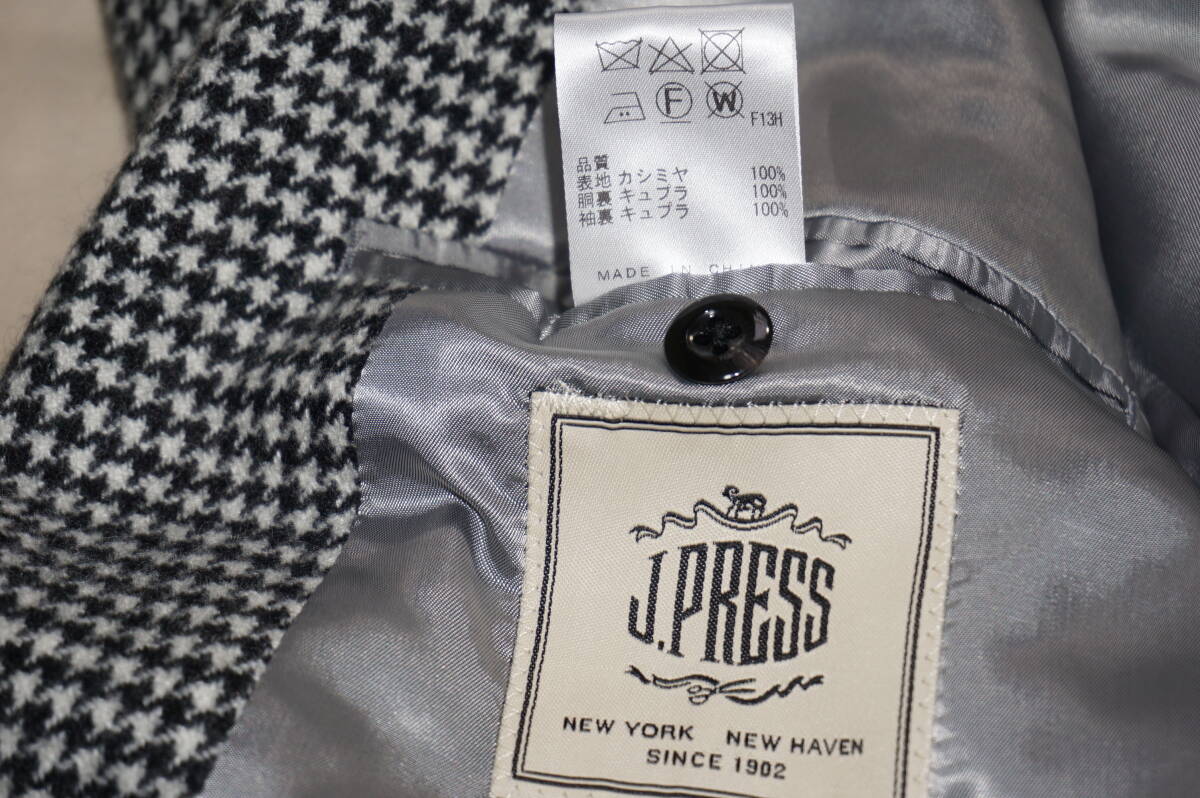 F W
F13H
品質
表地 カシミヤ 100%
胴裏 キュプラ 100%
袖裏 キュプラ 100%
MADE IN
J.PRESS
NEW YORK NEW HAVEN
SINCE 1902